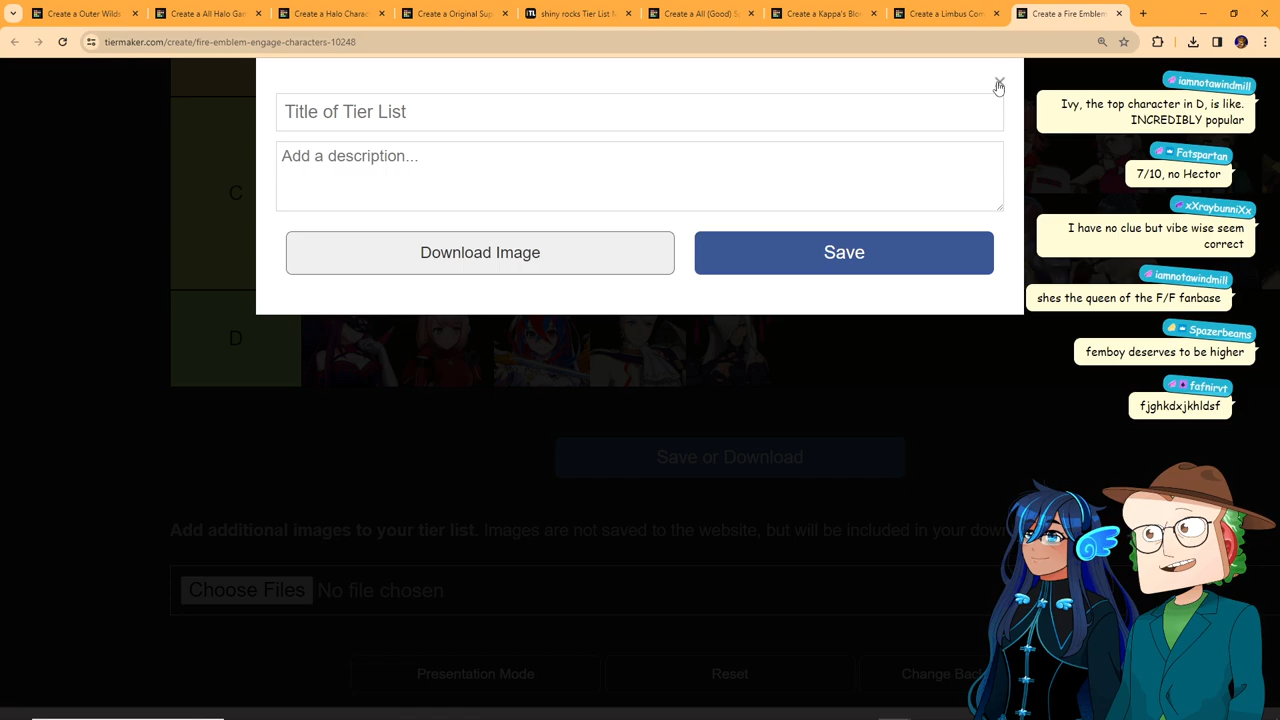 Create a Outer Wilds
Create a All Halo Ga
Create a Halo Charac
Create a Original Sup
shiny rocks Tier List M
Create a All (Good) S
Create a Kappa's Blo
Create a Limbus Com
Create a Fire Emblem
tiermaker.com/create/fire-emblem-engage-characters-10248
Title of Tier List
Add a description...
Download Image
Save
C
D
Save or Download
Add additional images to your tier list. Images are not saved to the website, but will be included in your dow
Choose Files No file chosen
Presentation Mode
Reset
Change Back
iamnotawindmill
Ivy, the top character in D, is like.
INCREDIBLY popular
Fatspartan
7/10, no Hector
xXraybunniXx
I have no clue but vibe wise seem
correct
iamnotawindmill
shes the queen of the F/F fanbase
Spazerbeams
femboy deserves to be higher
fafnirvt
fjghkdxjkhldsf